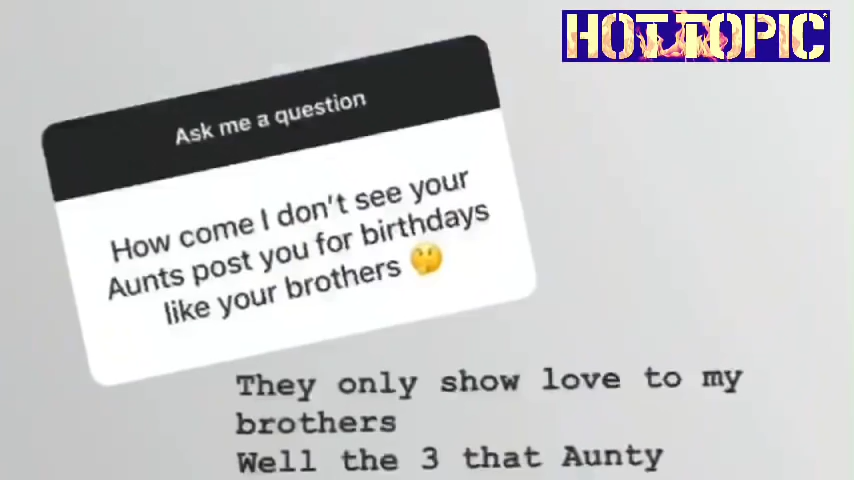 HOT TOPIC
Ask me a question
How come I don't see your
Aunts post you for birthdays
like your brothers 🤔
They only show love to my
brothers
Well the 3 that Aunty